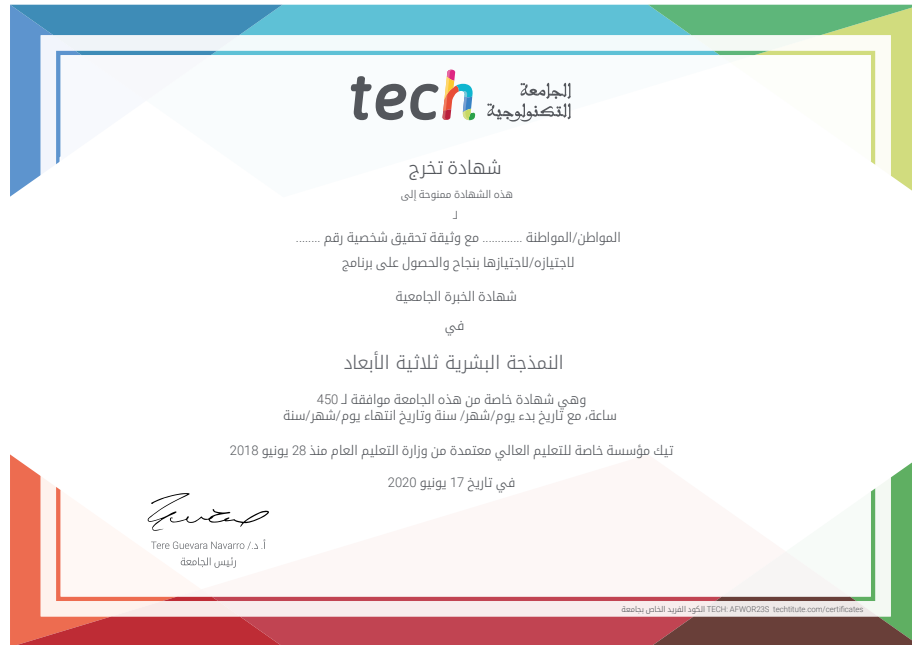 tech الجامعة
التكنولوجية
شهادة تخرج
هذه الشهادة ممنوحة إلى
لـ
المواطن/المواطنة ............. مع وثيقة تحقيق شخصية رقم ........
لاجتيازه/لاجتيازها بنجاح والحصول على برنامج
شهادة الخبرة الجامعية
في
النمذجة البشرية ثلاثية الأبعاد
وهي شهادة خاصة من هذه الجامعة موافقة لـ 450
ساعة، مع تاريخ بدء يوم/شهر/ سنة وتاريخ انتهاء يوم/شهر/سنة
تيك مؤسسة خاصة للتعليم العالي معتمدة من وزارة التعليم العام منذ 28 يونيو 2018
في تاريخ 17 يونيو 2020
أ. د./ Tere Guevara Navarro
رئيس الجامعة
الكود الفريد الخاص بجامعة TECH: AFWOR23S techtitute.com/certificates